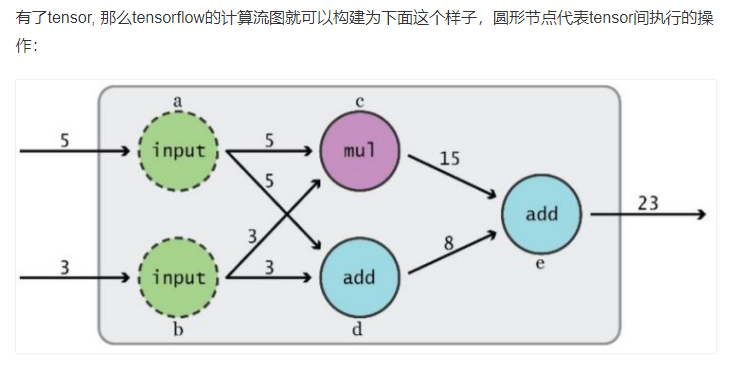 有了tensor, 那么tensorflow的计算流图就可以构建为下面这个样子，圆形节点代表tensor间执行的操
作：
a
c
5
input
5
mul
15
5
add
23
3
8
e
3
input
3
add
b
d